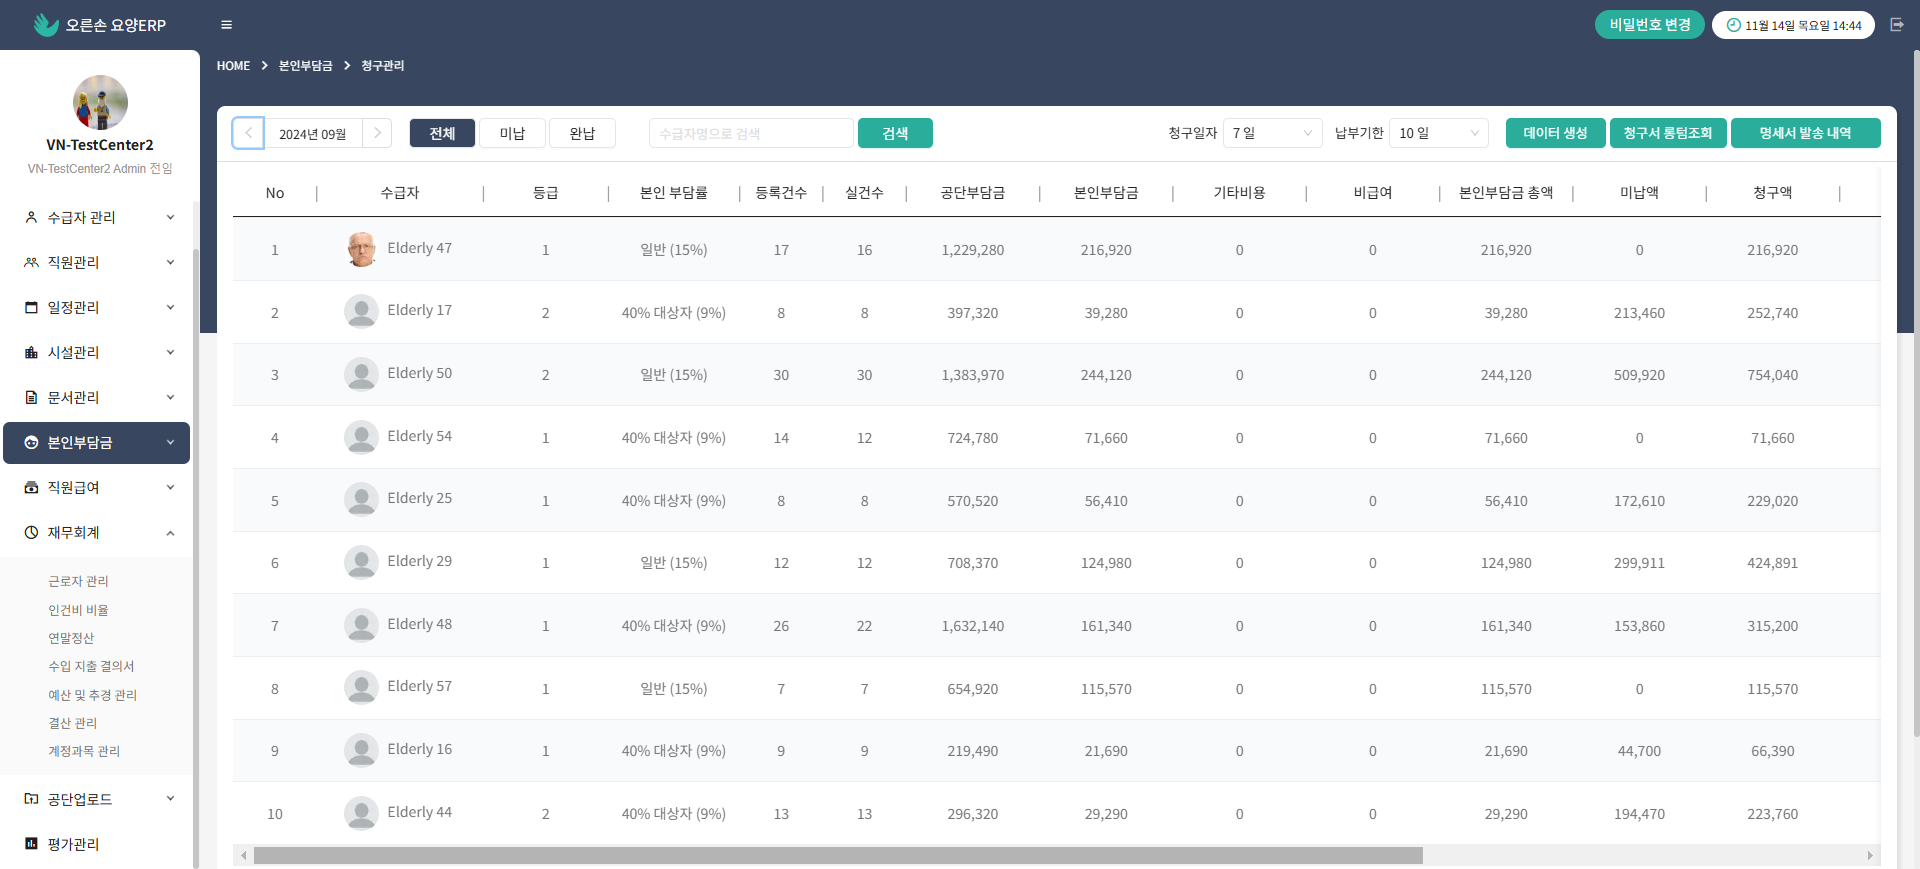 오른손 요양ERP
비밀번호 변경
11월 14일 목요일 14:44
HOME 본인부담금 청구관리
VN-TestCenter2
VN-TestCenter2 Admin 전임
수급자 관리
직원관리
일정관리
시설관리
문서관리
본인부담금
직원급여
재무회계
근로자 관리
인건비 비율
연말정산
수입 지출 결의서
예산 및 추경 관리
결산 관리
계정과목 관리
공단업로드
평가관리
2024년 09월 전체 미납 완납 수급자명으로 검색 검색 청구일자 7 일 납부기한 10 일 데이터 생성 청구서 롱텀조회 명세서 발송 내역
No 수급자 등급 본인 부담률 등록건수 실건수 공단부담금 본인부담금 기타비용 비급여 본인부담금 총액 미납액 청구액
1 Elderly 47 1 일반 (15%) 17 16 1,229,280 216,920 0 0 216,920 0 216,920
2 Elderly 17 2 40% 대상자 (9%) 8 8 397,320 39,280 0 0 39,280 213,460 252,740
3 Elderly 50 2 일반 (15%) 30 30 1,383,970 244,120 0 0 244,120 509,920 754,040
4 Elderly 54 1 40% 대상자 (9%) 14 12 724,780 71,660 0 0 71,660 0 71,660
5 Elderly 25 1 40% 대상자 (9%) 8 8 570,520 56,410 0 0 56,410 172,610 229,020
6 Elderly 29 1 일반 (15%) 12 12 708,370 124,980 0 0 124,980 299,911 424,891
7 Elderly 48 1 40% 대상자 (9%) 26 22 1,632,140 161,340 0 0 161,340 153,860 315,200
8 Elderly 57 1 일반 (15%) 7 7 654,920 115,570 0 0 115,570 0 115,570
9 Elderly 16 1 40% 대상자 (9%) 9 9 219,490 21,690 0 0 21,690 44,700 66,390
10 Elderly 44 2 40% 대상자 (9%) 13 13 296,320 29,290 0 0 29,290 194,470 223,760